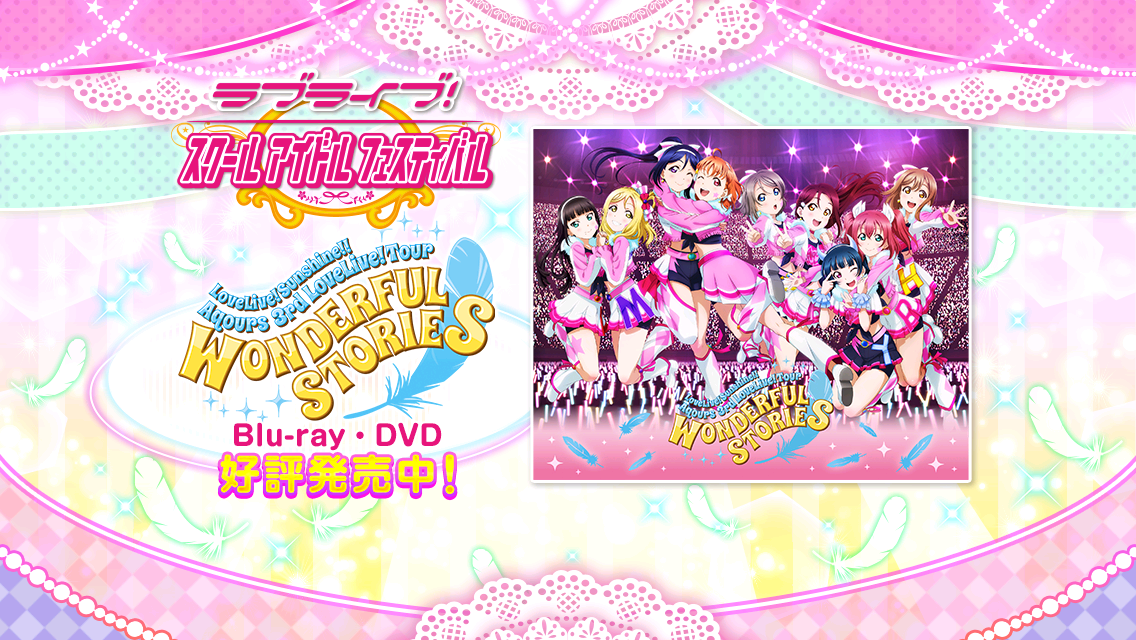 ラブライブ!
スクール アイドル フェスティバル
LoveLive! Sunshine!!
Aqours 3rd LoveLive! Tour
WONDERFUL
STORIES
Blu-ray・DVD
好評発売中!
M
B
H
LoveLive! Sunshine!!
Aqours 3rd LoveLive! Tour
WONDERFUL
STORIES